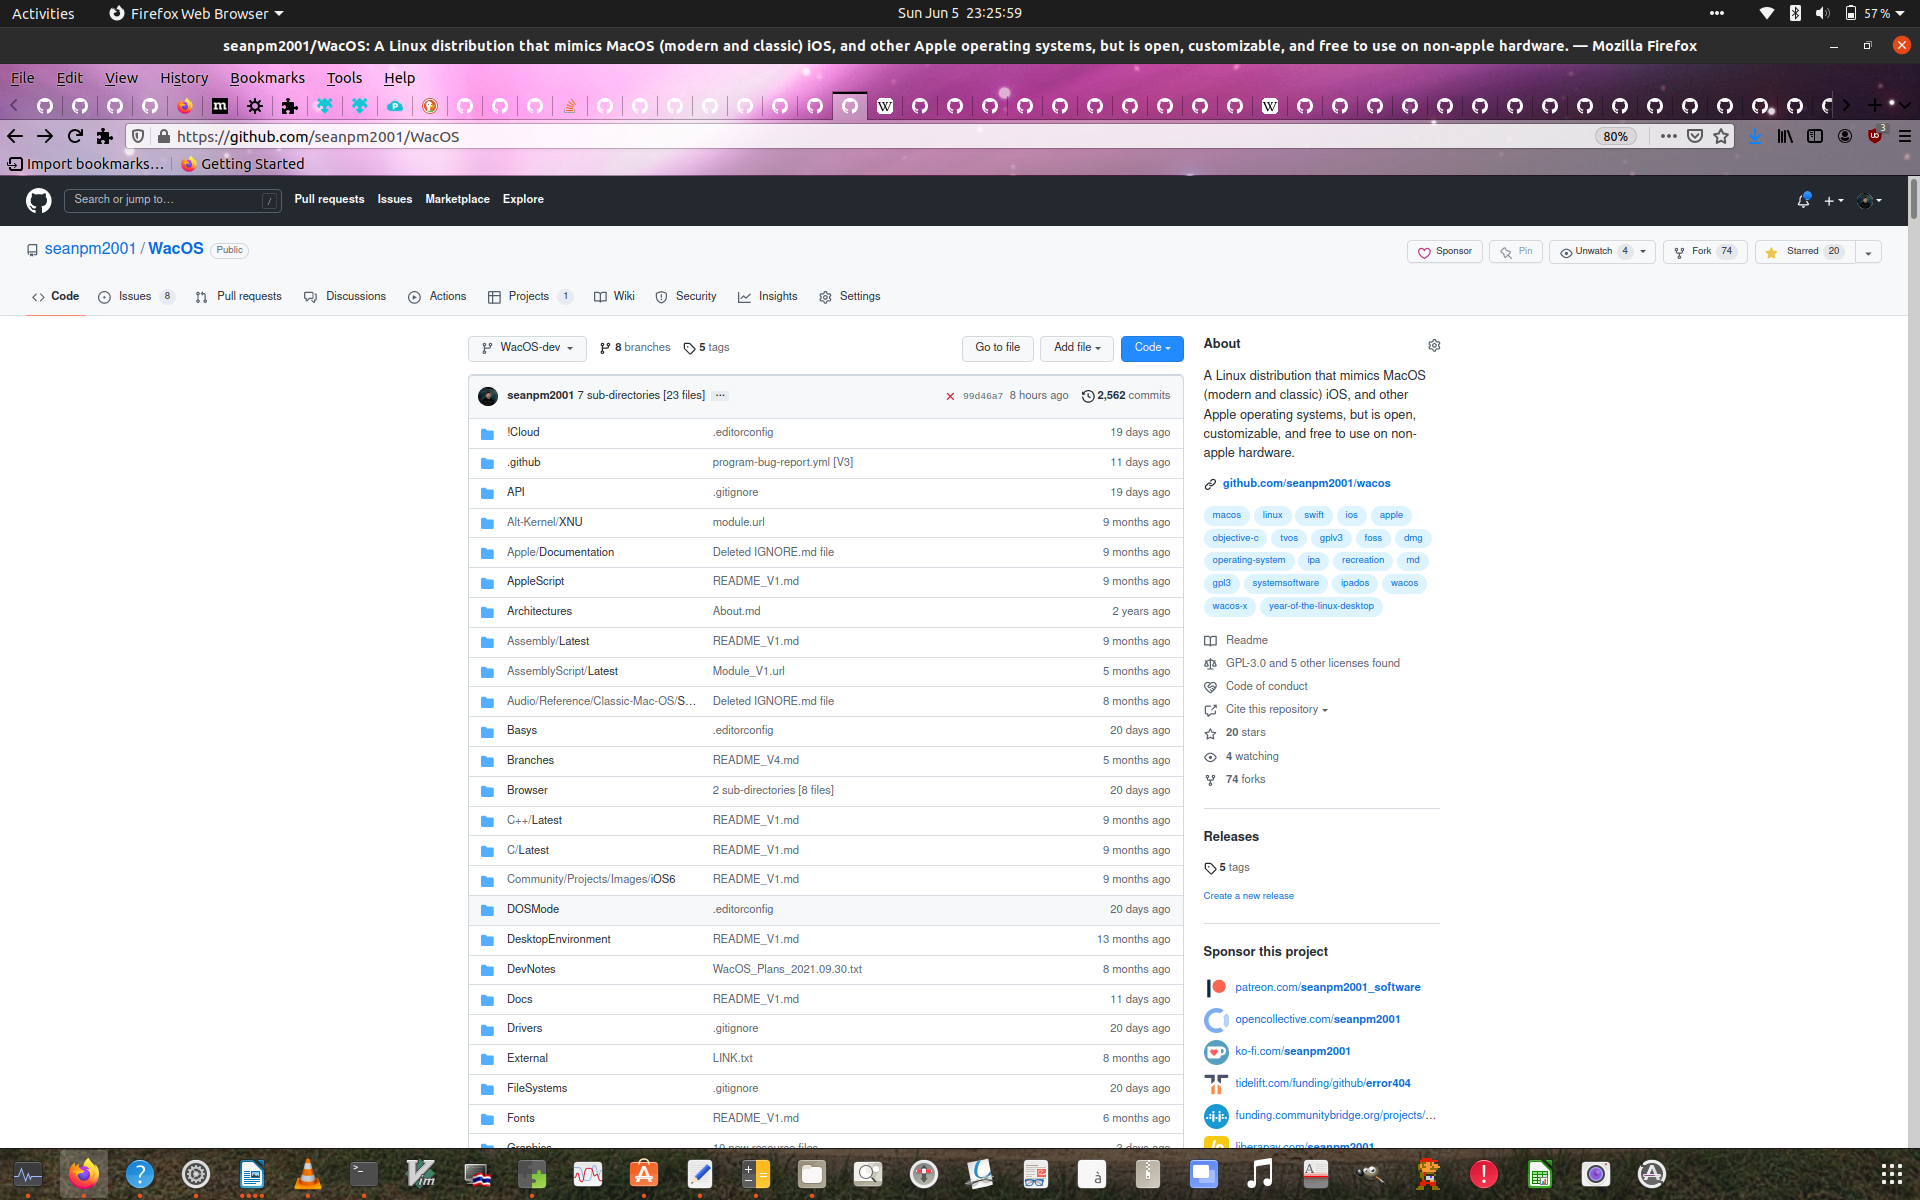 Activities Firefox Web Browser Sun Jun 5 23:25:59 57 %
seanpm2001/WacOS: A Linux distribution that mimics MacOS (modern and classic) iOS, and other Apple operating systems, but is open, customizable, and free to use on non-apple hardware. — Mozilla Firefox
File Edit View History Bookmarks Tools Help
https://github.com/seanpm2001/WacOS 80% 3
Import bookmarks… Getting Started
Search or jump to… / Pull requests Issues Marketplace Explore
seanpm2001 / WacOS Public Sponsor Pin Unwatch 4 Fork 74 Starred 20
Code Issues 8 Pull requests Discussions Actions Projects 1 Wiki Security Insights Settings
WacOS-dev 8 branches 5 tags Go to file Add file Code
seanpm2001 7 sub-directories [23 files] ... 99d46a7 8 hours ago 2,562 commits
!Cloud .editorconfig 19 days ago
.github program-bug-report.yml [V3] 11 days ago
API .gitignore 19 days ago
Alt-Kernel/XNU module.url 9 months ago
Apple/Documentation Deleted IGNORE.md file 9 months ago
AppleScript README_V1.md 9 months ago
Architectures About.md 2 years ago
Assembly/Latest README_V1.md 9 months ago
AssemblyScript/Latest Module_V1.url 5 months ago
Audio/Reference/Classic-Mac-OS/S… Deleted IGNORE.md file 8 months ago
Basys .editorconfig 20 days ago
Branches README_V4.md 5 months ago
Browser 2 sub-directories [8 files] 20 days ago
C++/Latest README_V1.md 9 months ago
C/Latest README_V1.md 9 months ago
Community/Projects/Images/iOS6 README_V1.md 9 months ago
DOSMode .editorconfig 20 days ago
DesktopEnvironment README_V1.md 13 months ago
DevNotes WacOS_Plans_2021.09.30.txt 8 months ago
Docs README_V1.md 11 days ago
Drivers .gitignore 20 days ago
External LINK.txt 8 months ago
FileSystems .gitignore 20 days ago
Fonts README_V1.md 6 months ago
Graphics 10 new resource files 3 days ago
About
A Linux distribution that mimics MacOS
(modern and classic) iOS, and other
Apple operating systems, but is open,
customizable, and free to use on non-
apple hardware.
github.com/seanpm2001/wacos
macos linux swift ios apple
objective-c tvos gplv3 foss dmg
operating-system ipa recreation md
gpl3 systemsoftware ipados wacos
wacos-x year-of-the-linux-desktop
Readme
GPL-3.0 and 5 other licenses found
Code of conduct
Cite this repository
20 stars
4 watching
74 forks
Releases
5 tags
Create a new release
Sponsor this project
patreon.com/seanpm2001_software
opencollective.com/seanpm2001
ko-fi.com/seanpm2001
tidelift.com/funding/github/error404
funding.communitybridge.org/projects/…
liberapay.com/seanpm2001